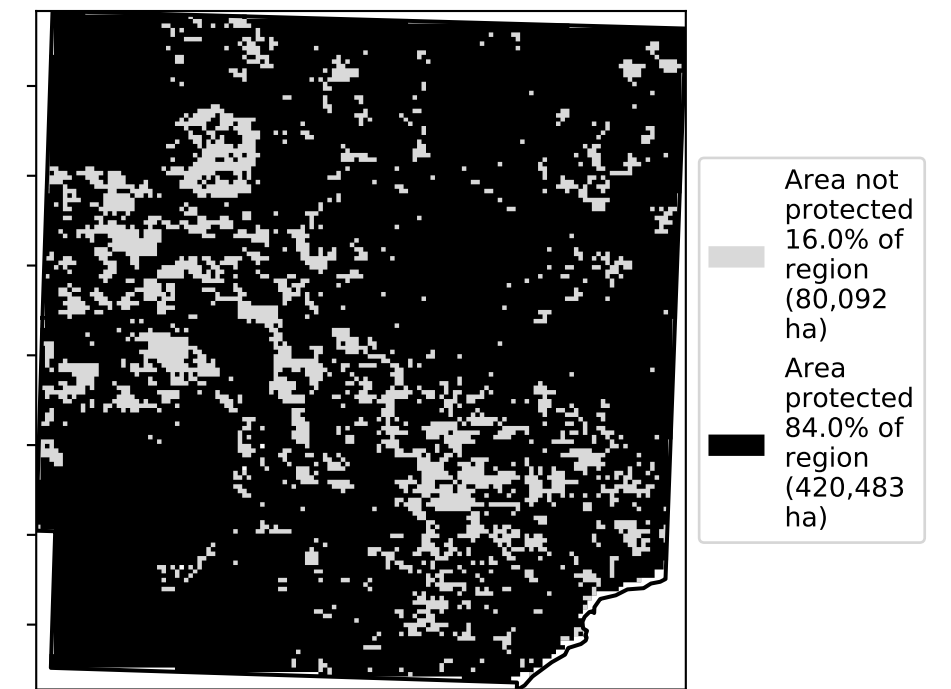 Area not
protected
16.0% of
region
(80,092
ha)
Area
protected
84.0% of
region
(420,483
ha)